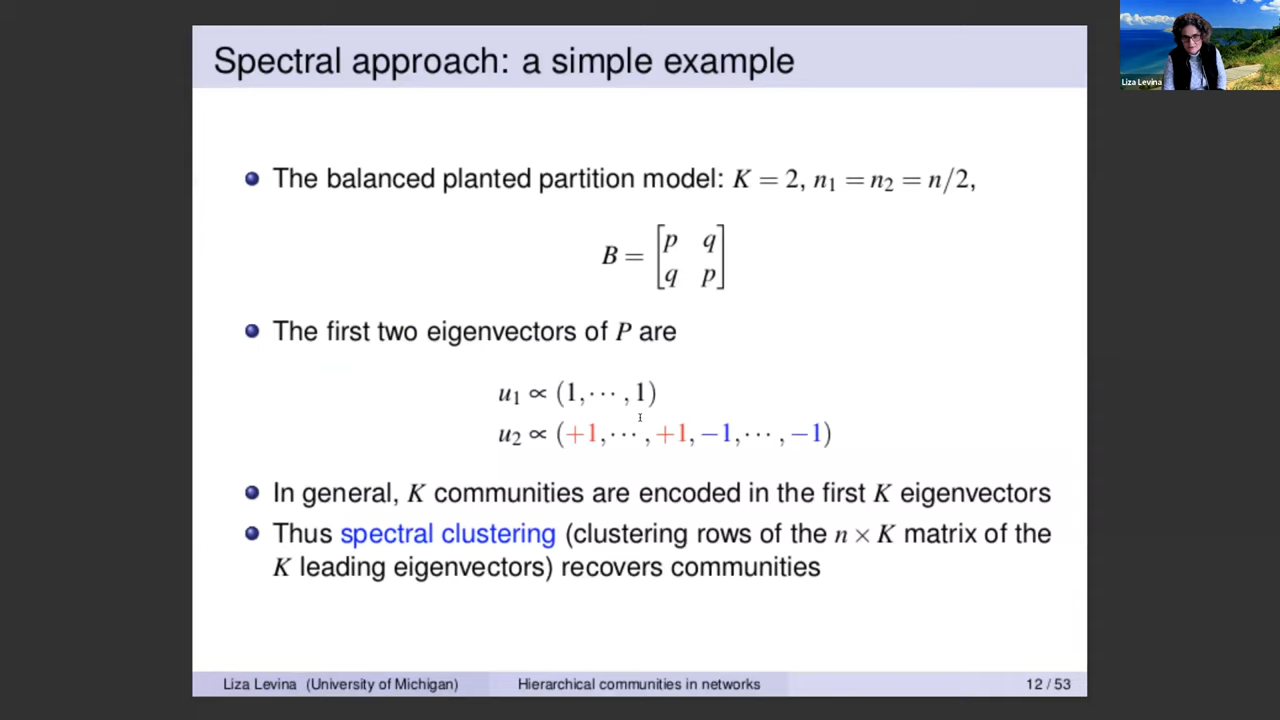 Spectral approach: a simple example
Liza Levina
The balanced planted partition model: K = 2, n₁ = n₂ = n/2,
B = [p q
q p]
The first two eigenvectors of P are
u₁ ∝ (1, ⋯ , 1)
u₂ ∝ (+1, ⋯ , +1, −1, ⋯ , −1)
In general, K communities are encoded in the first K eigenvectors
Thus spectral clustering (clustering rows of the n × K matrix of the
K leading eigenvectors) recovers communities
Liza Levina (University of Michigan) Hierarchical communities in networks 12 / 53